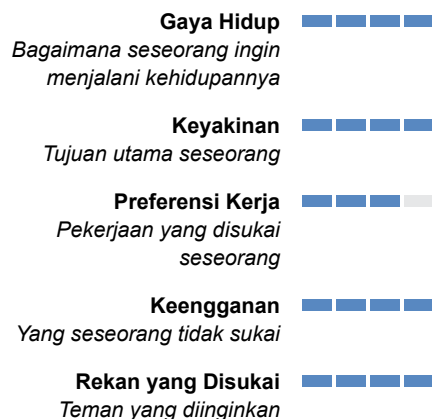 Gaya Hidup
Bagaimana seseorang ingin
menjalani kehidupannya
Keyakinan
Tujuan utama seseorang
Preferensi Kerja
Pekerjaan yang disukai
seseorang
Keengganan
Yang seseorang tidak sukai
Rekan yang Disukai
Teman yang diinginkan